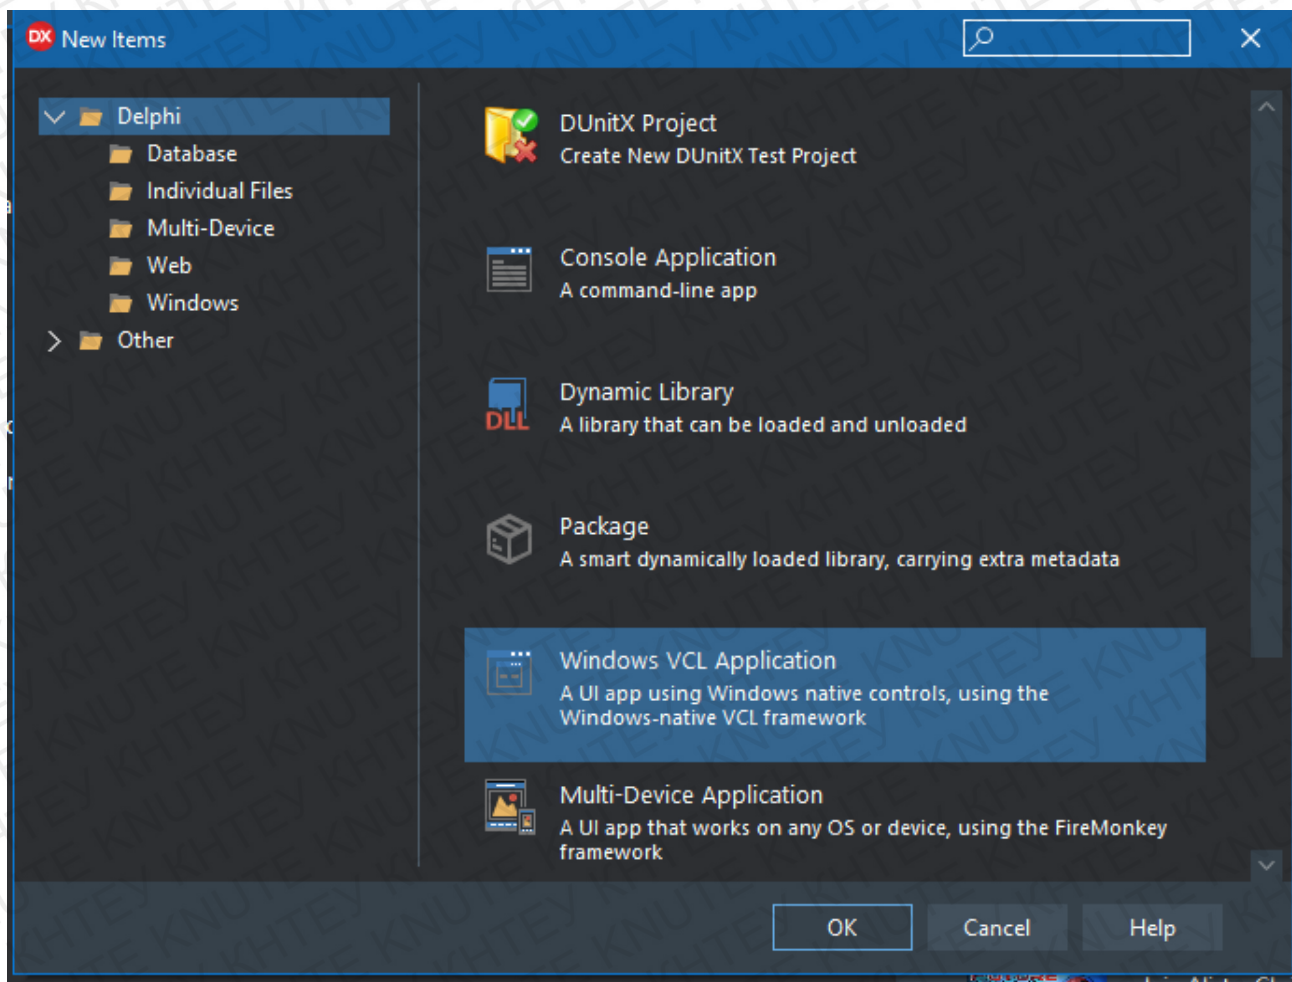 DX New Items
Delphi
Database
Individual Files
Multi-Device
Web
Windows
Other
DUnitX Project
Create New DUnitX Test Project
Console Application
A command-line app
DLL
Dynamic Library
A library that can be loaded and unloaded
Package
A smart dynamically loaded library, carrying extra metadata
Windows VCL Application
A UI app using Windows native controls, using the
Windows-native VCL framework
Multi-Device Application
A UI app that works on any OS or device, using the FireMonkey
framework
OK
Cancel
Help
KHTEY KNUTE KHTEY KNUTE